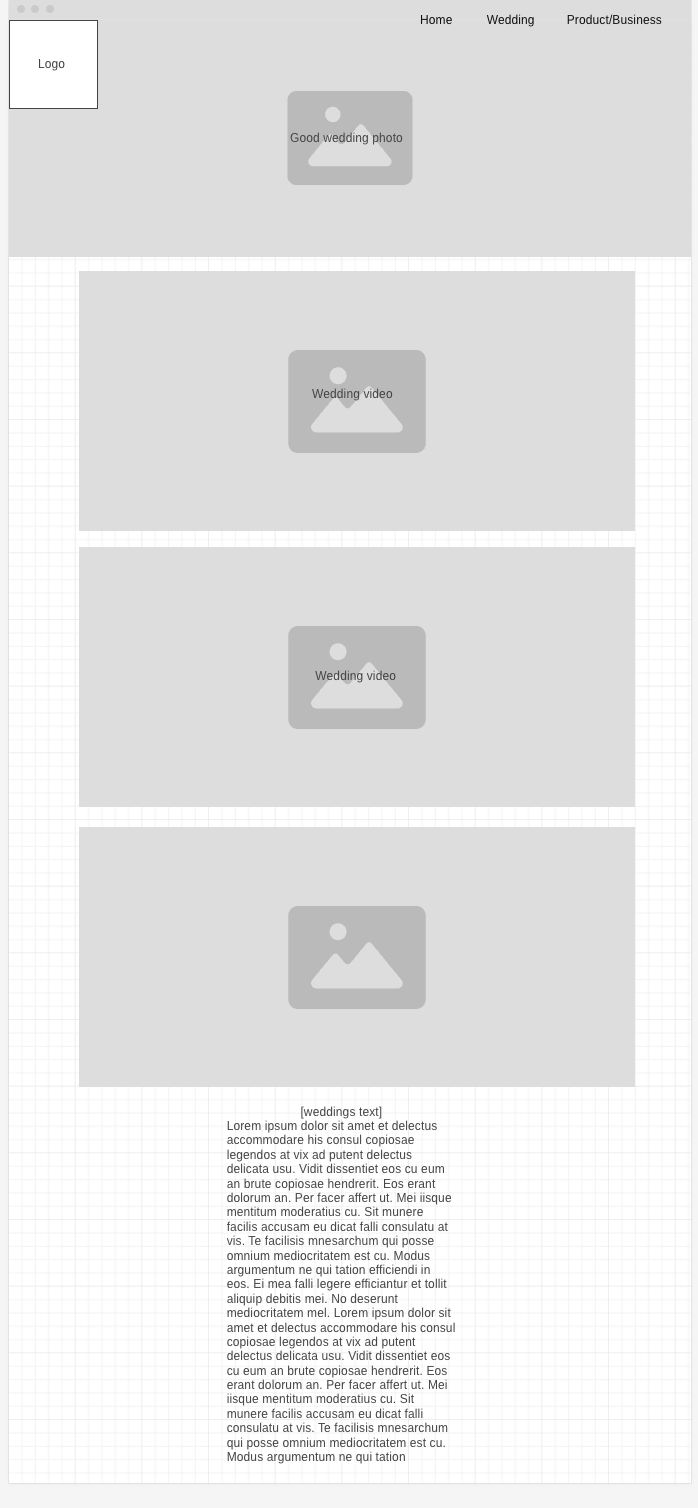 Home Wedding Product/Business
Logo
Good wedding photo
Wedding video
Wedding video
[weddings text]
Lorem ipsum dolor sit amet et delectus
accommodare his consul copiosae
legendos at vix ad putent delectus
delicata usu. Vidit dissentiet eos cu eum
an brute copiosae hendrerit. Eos erant
dolorum an. Per facer affert ut. Mei iisque
mentitum moderatius cu. Sit munere
facilis accusam eu dicat falli consulatu at
vis. Te facilisis mnesarchum qui posse
omnium mediocritatem est cu. Modus
argumentum ne qui tation efficiendi in
eos. Ei mea falli legere efficiantur et tollit
aliquip debitis mei. No deserunt
mediocritatem mel. Lorem ipsum dolor sit
amet et delectus accommodare his consul
copiosae legendos at vix ad putent
delectus delicata usu. Vidit dissentiet eos
cu eum an brute copiosae hendrerit. Eos
erant dolorum an. Per facer affert ut. Mei
iisque mentitum moderatius cu. Sit
munere facilis accusam eu dicat falli
consulatu at vis. Te facilisis mnesarchum
qui posse omnium mediocritatem est cu.
Modus argumentum ne qui tation